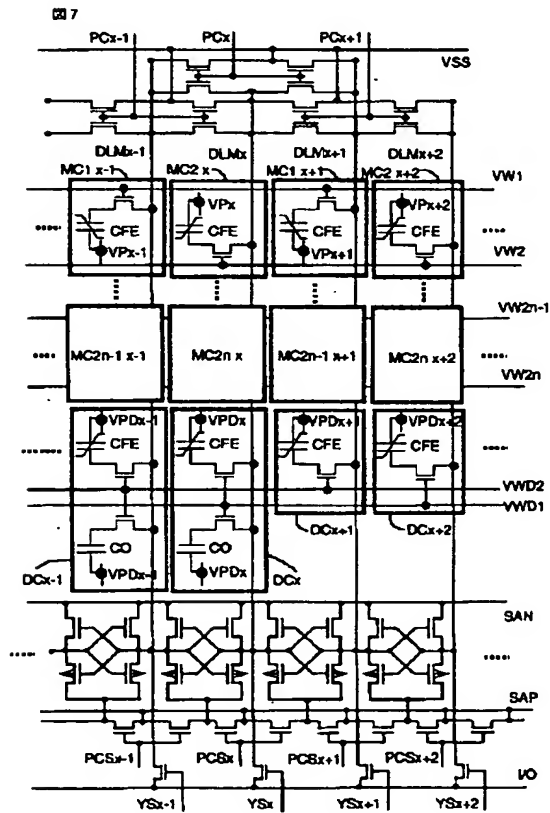 図7
PCx-1 PCx PCx+1
VSS
DLMx-1 DLMx DLMx+1 DLMx+2
MC1 x-1 MC2 x MC1 x+1 MC2 x+2
VW1
VPx VPx+2
CFE CFE CFE CFE
VPx-1 VPx+1
VW2
VW2n-1
MC2n-1 x-1 MC2n x MC2n-1 x+1 MC2n x+2
VW2n
VPDx-1 VPDx VPDx+1 VPDx+2
CFE CFE CFE CFE
VWD2
VWD1
CO CO
DCx+1 DCx+2
DCx-1 VPDx-1 VPDx DCx
SAN
SAP
PCSx-1 PCSx PCSx+1 PCSx+2
I/O
YSx-1 YSx YSx+1 YSx+2